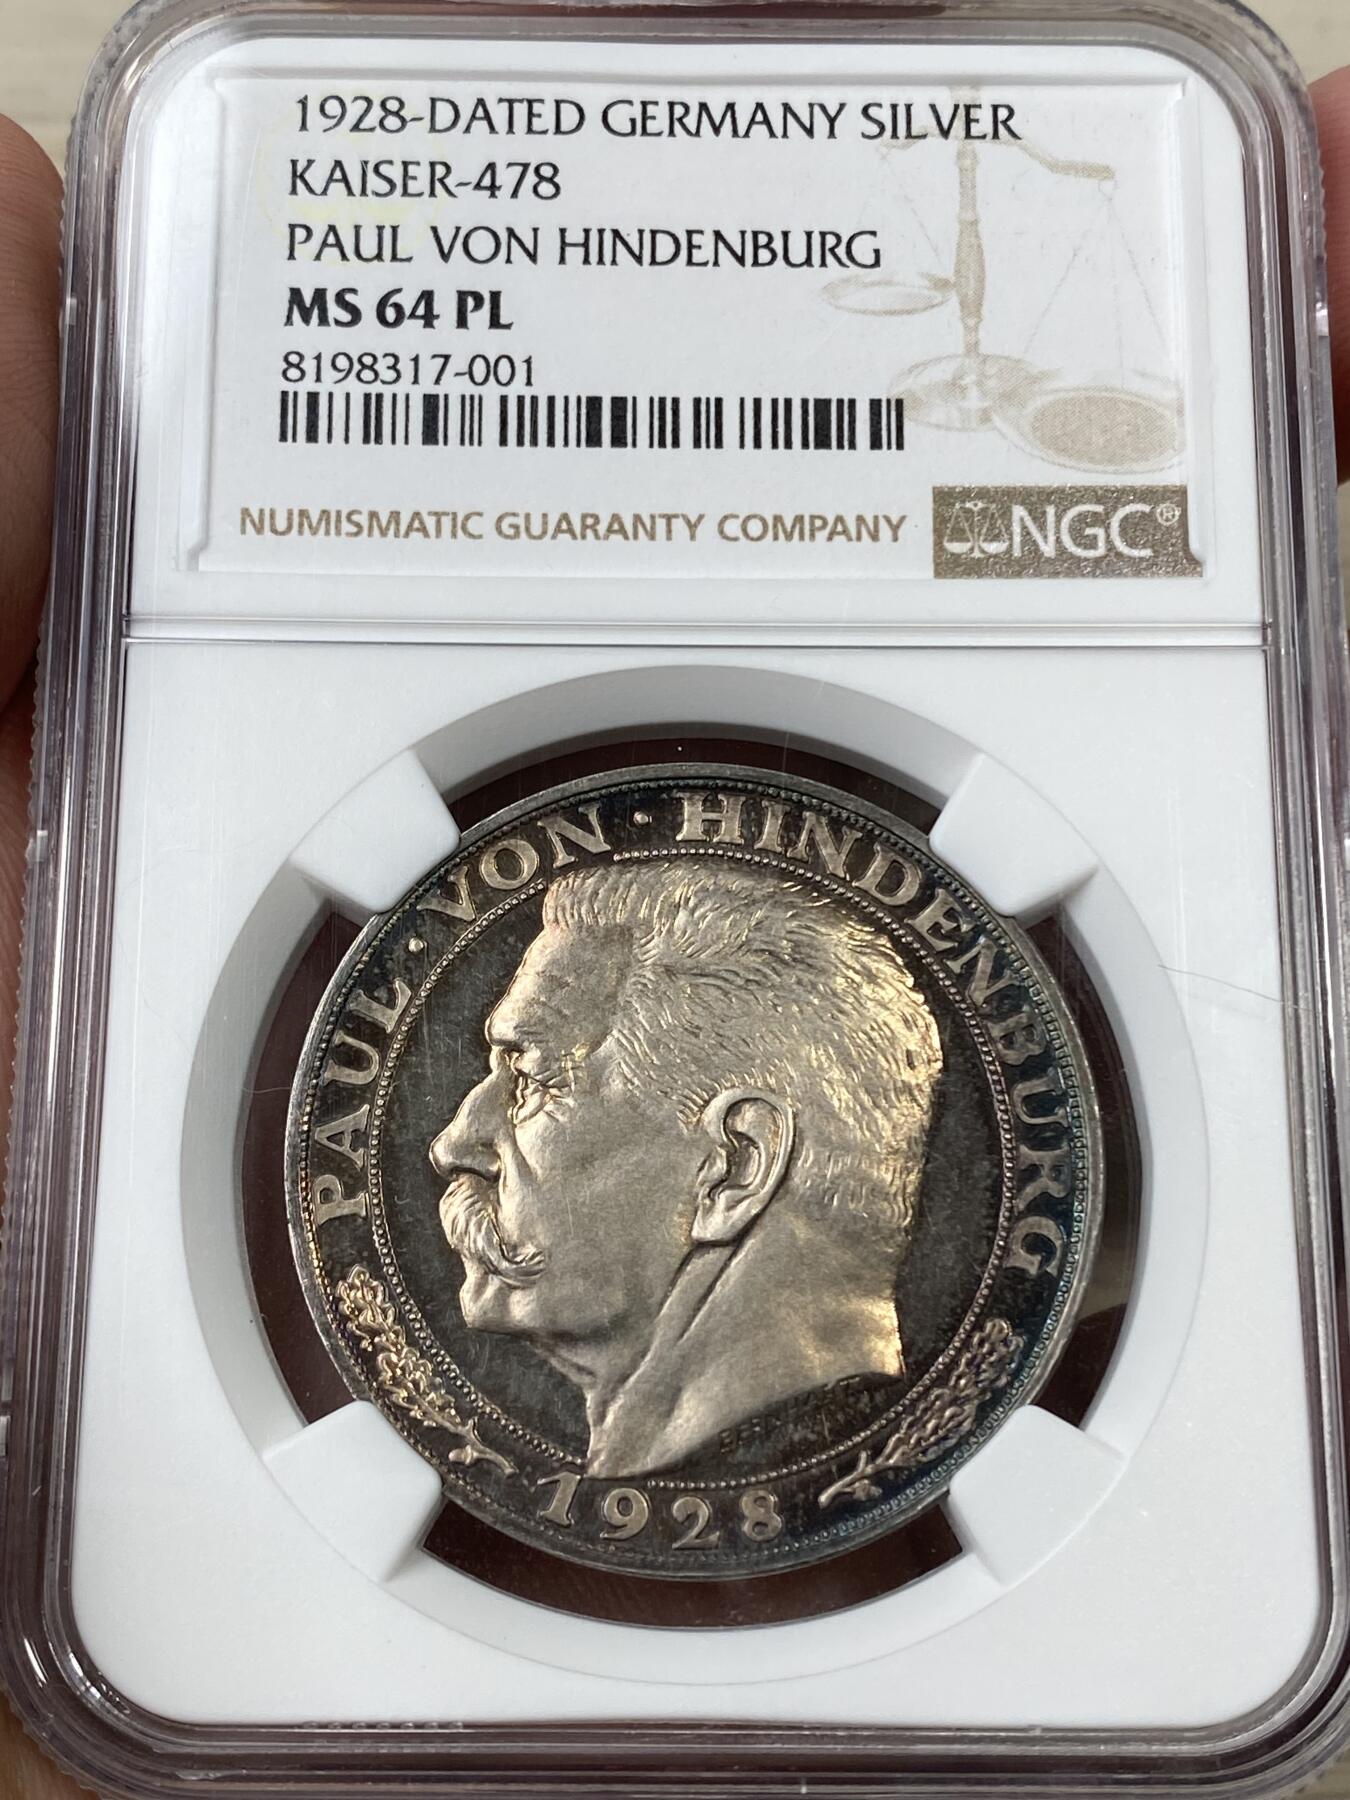 1928-DATED GERMANY SILVER
KAISER-478
PAUL VON HINDENBURG
MS 64 PL
8198317-001
NUMISMATIC GUARANTY COMPANY
NGC®
PAUL · VON · HINDENBURG
BERNHART
1928